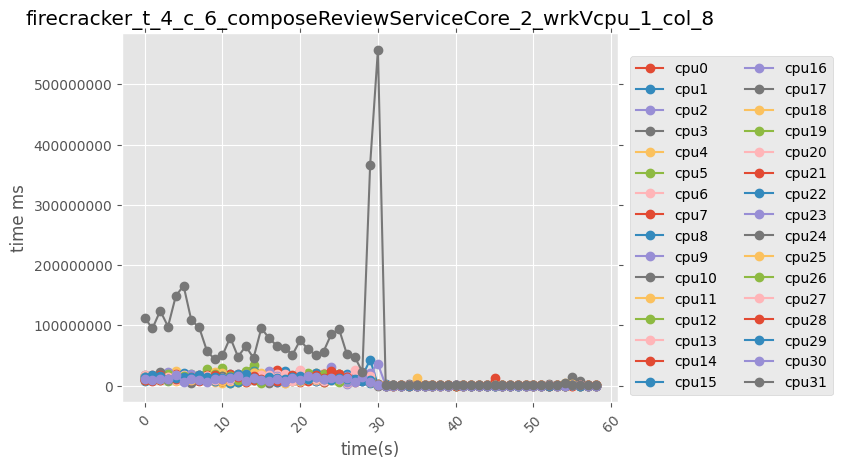 firecracker_t_4_c_6_composeReviewServiceCore_2_wrkVcpu_1_col_8
time ms
500000000
400000000
300000000
200000000
100000000
0
0
10
20
30
40
50
60
time(s)
cpu0
cpu1
cpu2
cpu3
cpu4
cpu5
cpu6
cpu7
cpu8
cpu9
cpu10
cpu11
cpu12
cpu13
cpu14
cpu15
cpu16
cpu17
cpu18
cpu19
cpu20
cpu21
cpu22
cpu23
cpu24
cpu25
cpu26
cpu27
cpu28
cpu29
cpu30
cpu31